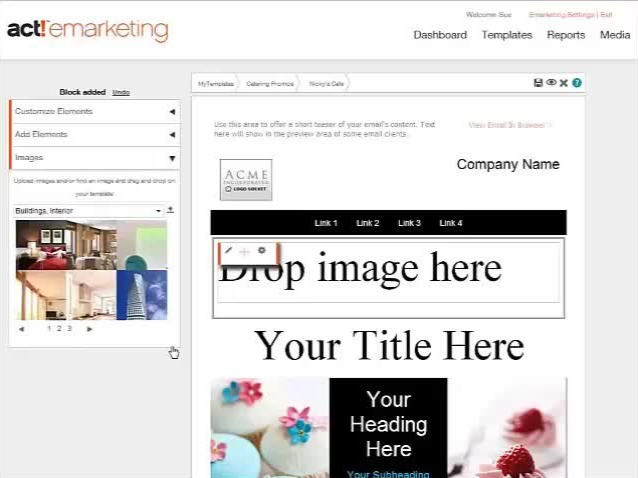 Welcome Sue
Emarketing Settings | Exit
act! emarketing
Dashboard Templates Reports Media
Block added Undo
MyTemplates Catering Promos Nicky's Cafe
Customize Elements
Add Elements
Images
Upload images and/or find an image and drag and drop on
your template:
Buildings, Interior
1 2 3
Use this area to offer a short teaser of your email's content. Text
here will show in the preview area of some email clients.
View Email In Browser >
ACME
INCORPORATED
LOGO SOCKET
Company Name
Link 1 Link 2 Link 3 Link 4
Drop image here
Your Title Here
Your
Heading
Here
Your Subheading